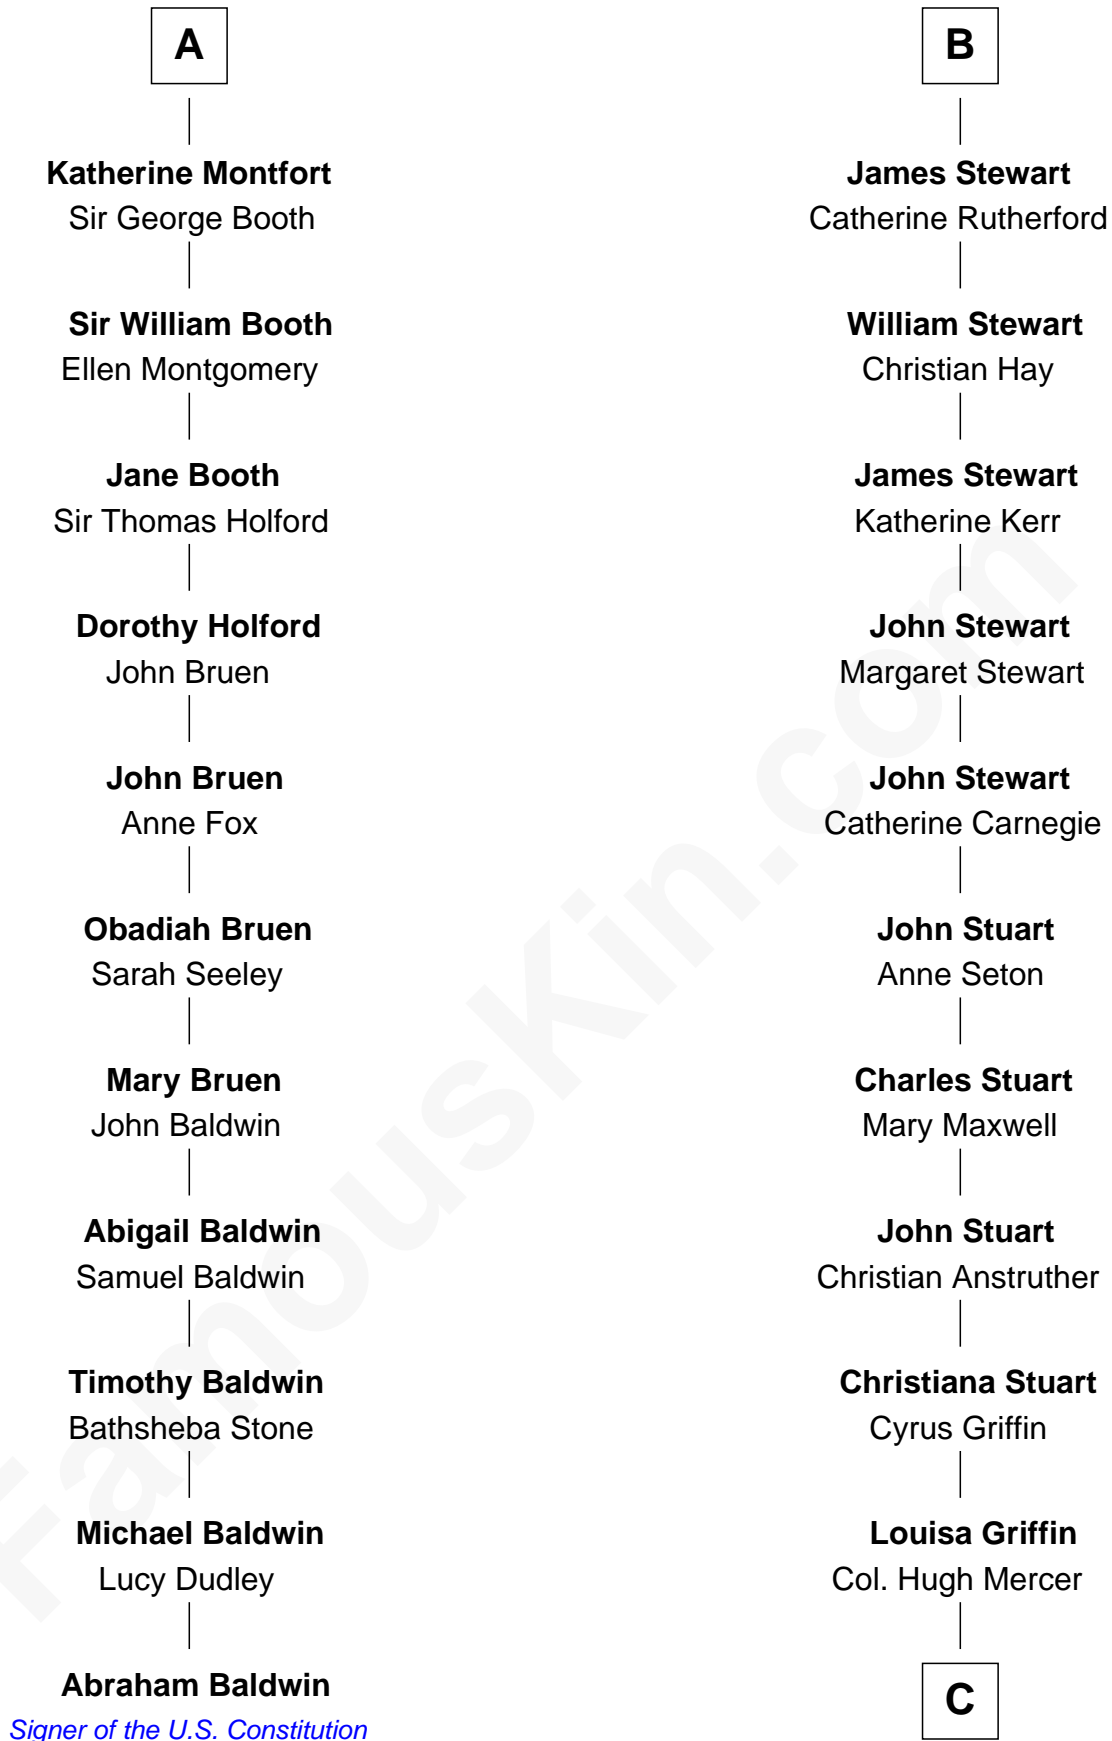 A
Katherine Montfort
Sir George Booth
Sir William Booth
Ellen Montgomery
Jane Booth
Sir Thomas Holford
Dorothy Holford
John Bruen
John Bruen
Anne Fox
Obadiah Bruen
Sarah Seeley
Mary Bruen
John Baldwin
Abigail Baldwin
Samuel Baldwin
Timothy Baldwin
Bathsheba Stone
Michael Baldwin
Lucy Dudley
Abraham Baldwin
Signer of the U.S. Constitution
B
James Stewart
Catherine Rutherford
William Stewart
Christian Hay
James Stewart
Katherine Kerr
John Stewart
Margaret Stewart
John Stewart
Catherine Carnegie
John Stuart
Anne Seton
Charles Stuart
Mary Maxwell
John Stuart
Christian Anstruther
Christiana Stuart
Cyrus Griffin
Louisa Griffin
Col. Hugh Mercer
C
FamousKin.com